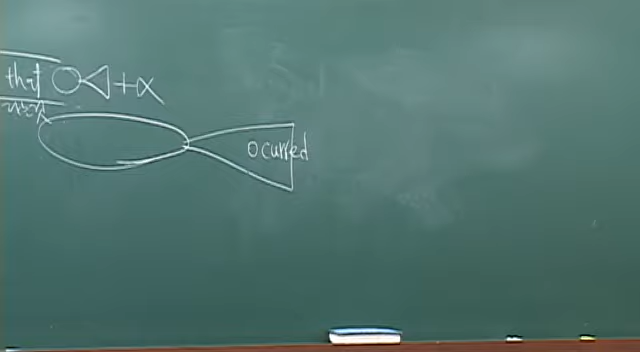 that ○◁+α
ocurred